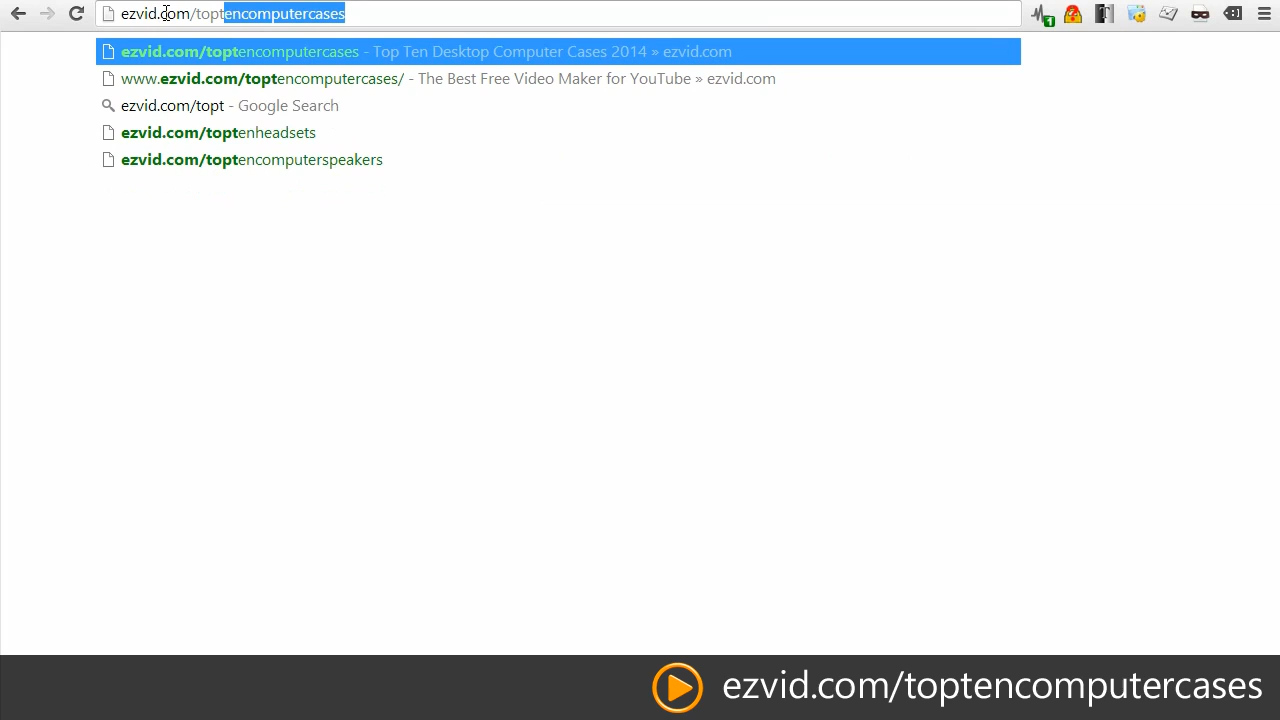 ezvid.com/toptencomputercases
ezvid.com/toptencomputercases - Top Ten Desktop Computer Cases 2014 » ezvid.com
www.ezvid.com/toptencomputercases/ - The Best Free Video Maker for YouTube » ezvid.com
ezvid.com/topt - Google Search
ezvid.com/toptenheadsets
ezvid.com/toptencomputerspeakers
1
ezvid.com/toptencomputercases